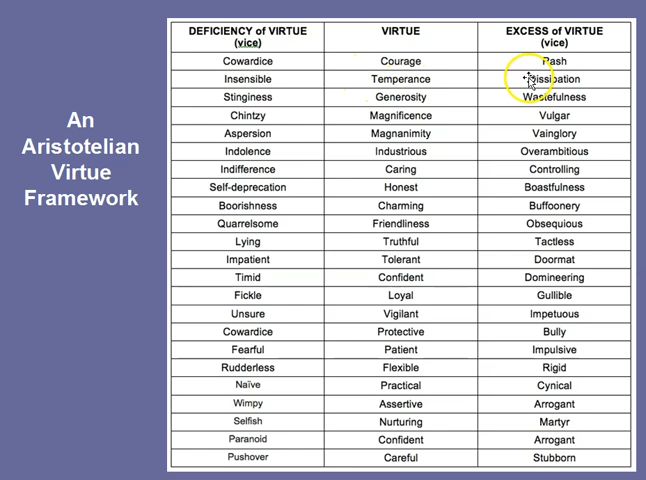 An
Aristotelian
Virtue
Framework
DEFICIENCY of VIRTUE (vice) VIRTUE EXCESS of VIRTUE (vice)
Cowardice Courage Rash
Insensible Temperance Dissipation
Stinginess Generosity Wastefulness
Chintzy Magnificence Vulgar
Aspersion Magnanimity Vainglory
Indolence Industrious Overambitious
Indifference Caring Controlling
Self-deprecation Honest Boastfulness
Boorishness Charming Buffoonery
Quarrelsome Friendliness Obsequious
Lying Truthful Tactless
Impatient Tolerant Doormat
Timid Confident Domineering
Fickle Loyal Gullible
Unsure Vigilant Impetuous
Cowardice Protective Bully
Fearful Patient Impulsive
Rudderless Flexible Rigid
Naïve Practical Cynical
Wimpy Assertive Arrogant
Selfish Nurturing Martyr
Paranoid Confident Arrogant
Pushover Careful Stubborn